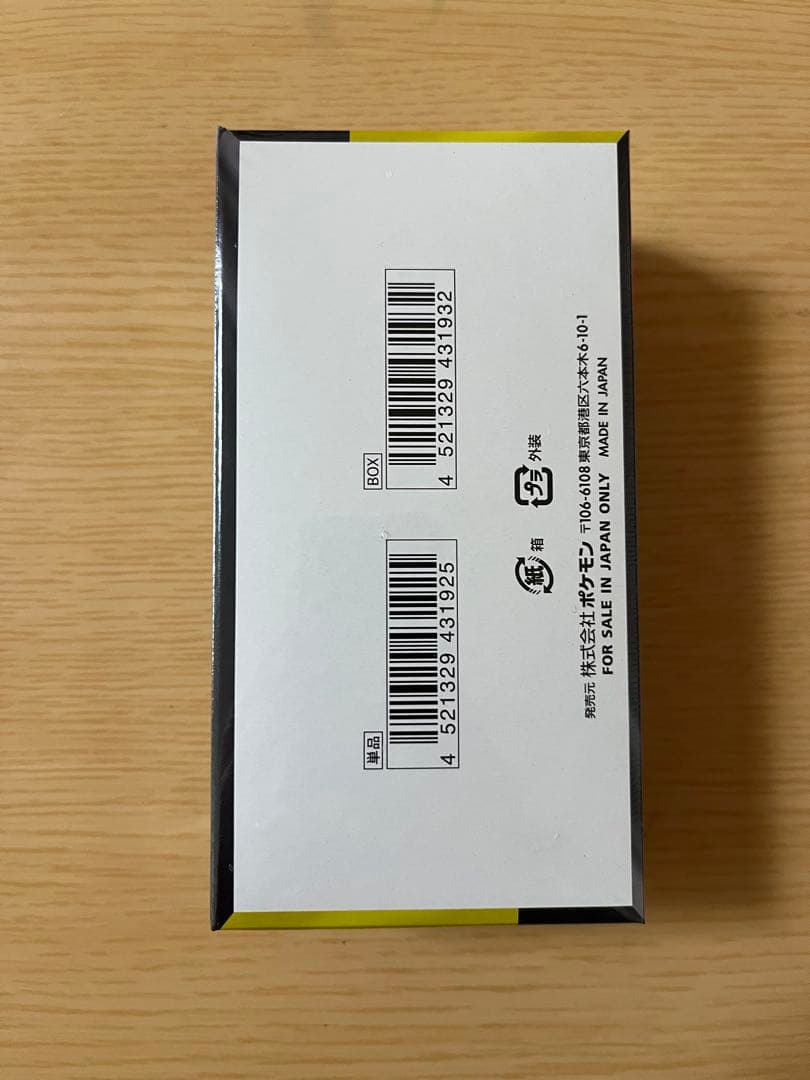 単品
4 521329 431925
BOX
4 521329 431932
紙 箱
プラ 外装
発売元 株式会社ポケモン 〒106-6108 東京都港区六本木6-10-1
FOR SALE IN JAPAN ONLY MADE IN JAPAN